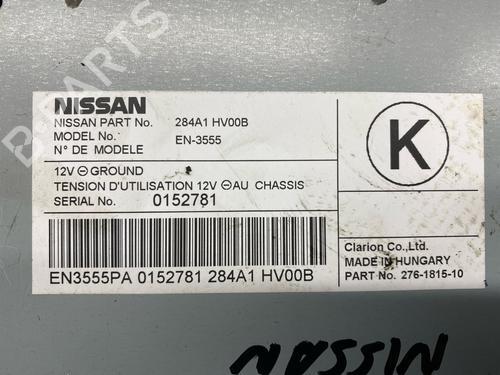 B-PARTS
NISSAN
NISSAN PART No. 284A1 HV00B
MODEL No. EN-3555
N° DE MODELE
12V ⊖ GROUND
TENSION D'UTILISATION 12V ⊖ AU CHASSIS
SERIAL No. 0152781
EN3555PA 0152781 284A1 HV00B
K
Clarion Co.,Ltd.
MADE IN HUNGARY
PART No. 276-1815-10
NISSAN